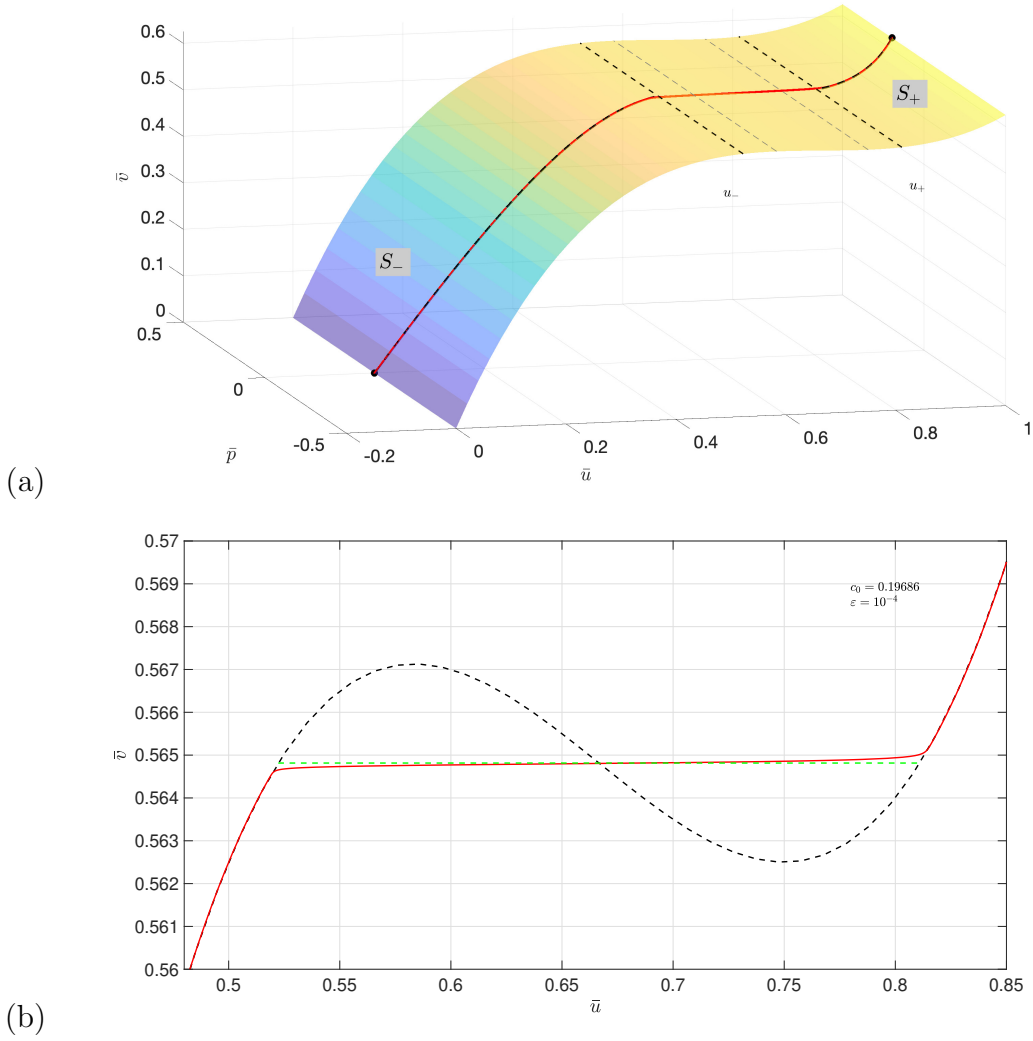 0.6
0.5
0.4
0.3
0.2
0.1
0
v̄
0.5
0
-0.5
p̄
-0.2
0
0.2
0.4
0.6
0.8
1
ū
S₋
S₊
u₋
u₊
(a)
0.57
0.569
0.568
0.567
0.566
0.565
0.564
0.563
0.562
0.561
0.56
v̄
c₀ = 0.19686
ε = 10⁻⁴
0.5
0.55
0.6
0.65
0.7
0.75
0.8
0.85
ū
(b)